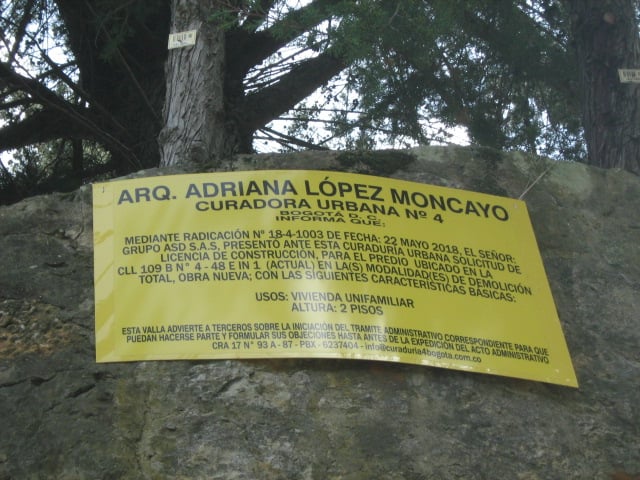 ARQ. ADRIANA LÓPEZ MONCAYO
CURADORA URBANA Nº 4
BOGOTÁ D. C.
INFORMA QUE:
MEDIANTE RADICACIÓN N° 18-4-1003 DE FECHA: 22 MAYO 2018, EL SEÑOR:
GRUPO ASD S.A.S, PRESENTÓ ANTE ESTA CURADURÍA URBANA SOLICITUD DE
LICENCIA DE CONSTRUCCIÓN, PARA EL PREDIO UBICADO EN LA
CLL 109 B N° 4 - 48 E IN 1 (ACTUAL) EN LA(S) MODALIDAD(ES) DE DEMOLICIÓN
TOTAL, OBRA NUEVA; CON LAS SIGUIENTES CARACTERÍSTICAS BÁSICAS:
USOS: VIVIENDA UNIFAMILIAR
ALTURA: 2 PISOS
ESTA VALLA ADVIERTE A TERCEROS SOBRE LA INICIACIÓN DEL TRAMITE ADMINISTRATIVO CORRESPONDIENTE PARA QUE
PUEDAN HACERSE PARTE Y FORMULAR SUS OBJECIONES HASTA ANTES DE LA EXPEDICIÓN DEL ACTO ADMINISTRATIVO
CRA 17 N° 93 A - 87 - PBX - 6237404 - info@curaduria4bogota.com.co